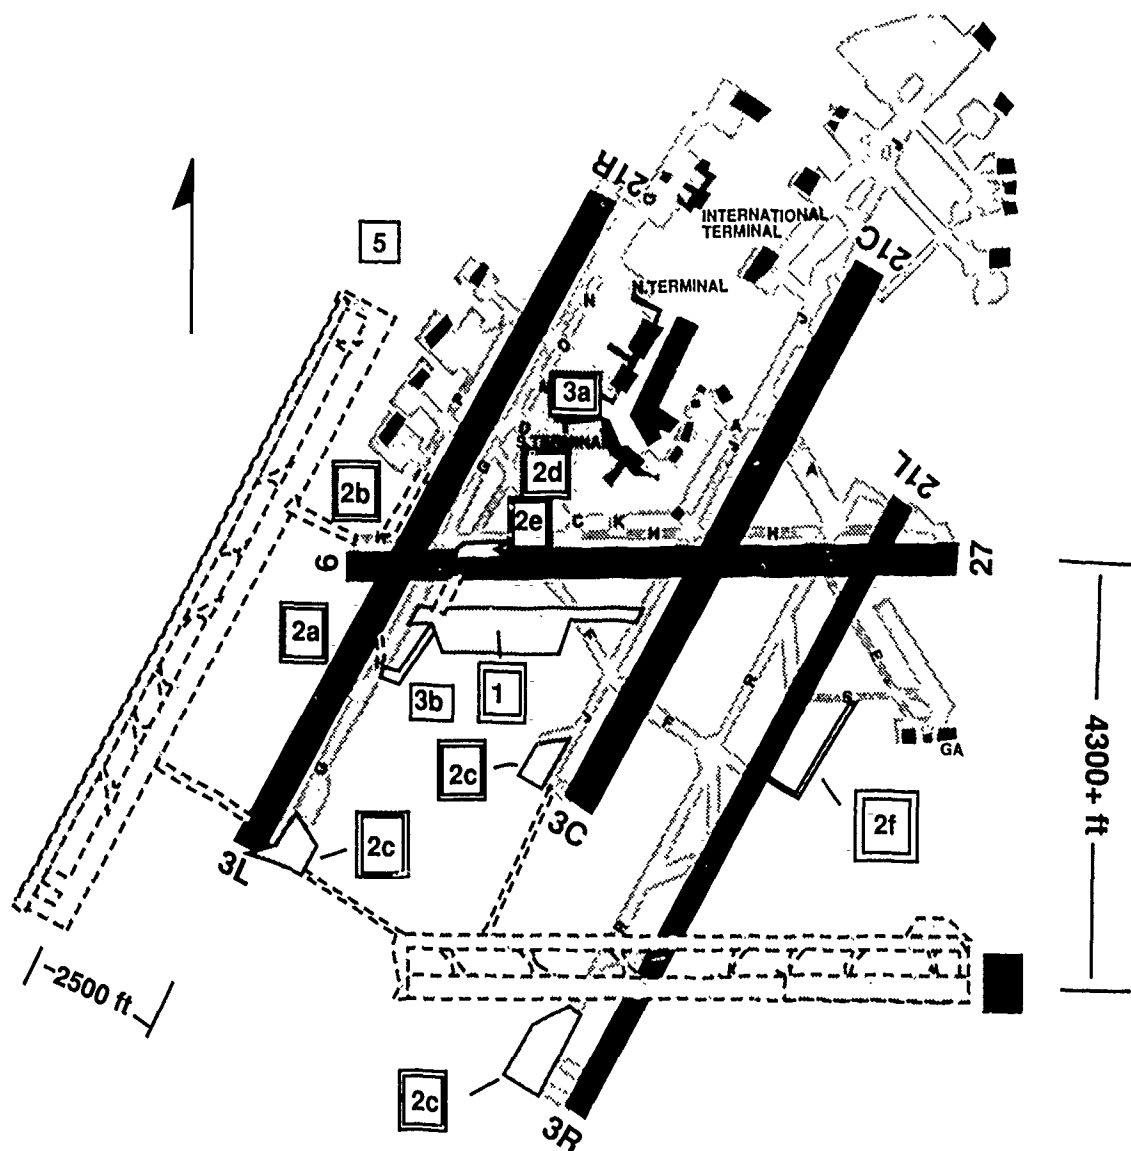 21R
INTERNATIONAL
TERMINAL
5
21C
N.TERMINAL
N
J
O
3a
P
D
S.TERMINAL
A
J
A
G
2d
2b
21L
2e
C
K
H
H
6
27
2a
F
E
3b
1
R
S
J
F
GA
4300+ ft
G
2c
3C
2f
2c
3L
R
~2500 ft
2c
3R